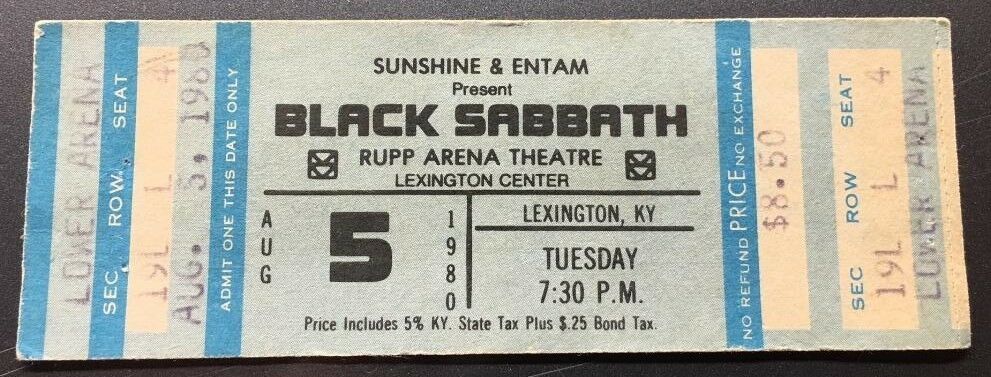 LOWER ARENA
SEC ROW SEAT
19L L 4
AUG. 5, 1980
ADMIT ONE THIS DATE ONLY
SUNSHINE & ENTAM
Present
BLACK SABBATH
RUPP ARENA THEATRE
LEXINGTON CENTER
AUG 5 1980
LEXINGTON, KY
TUESDAY
7:30 P.M.
Price Includes 5% KY. State Tax Plus $.25 Bond Tax.
NO REFUND PRICE NO EXCHANGE
$8.50
SEC ROW SEAT
19L L 4
LOWER ARENA